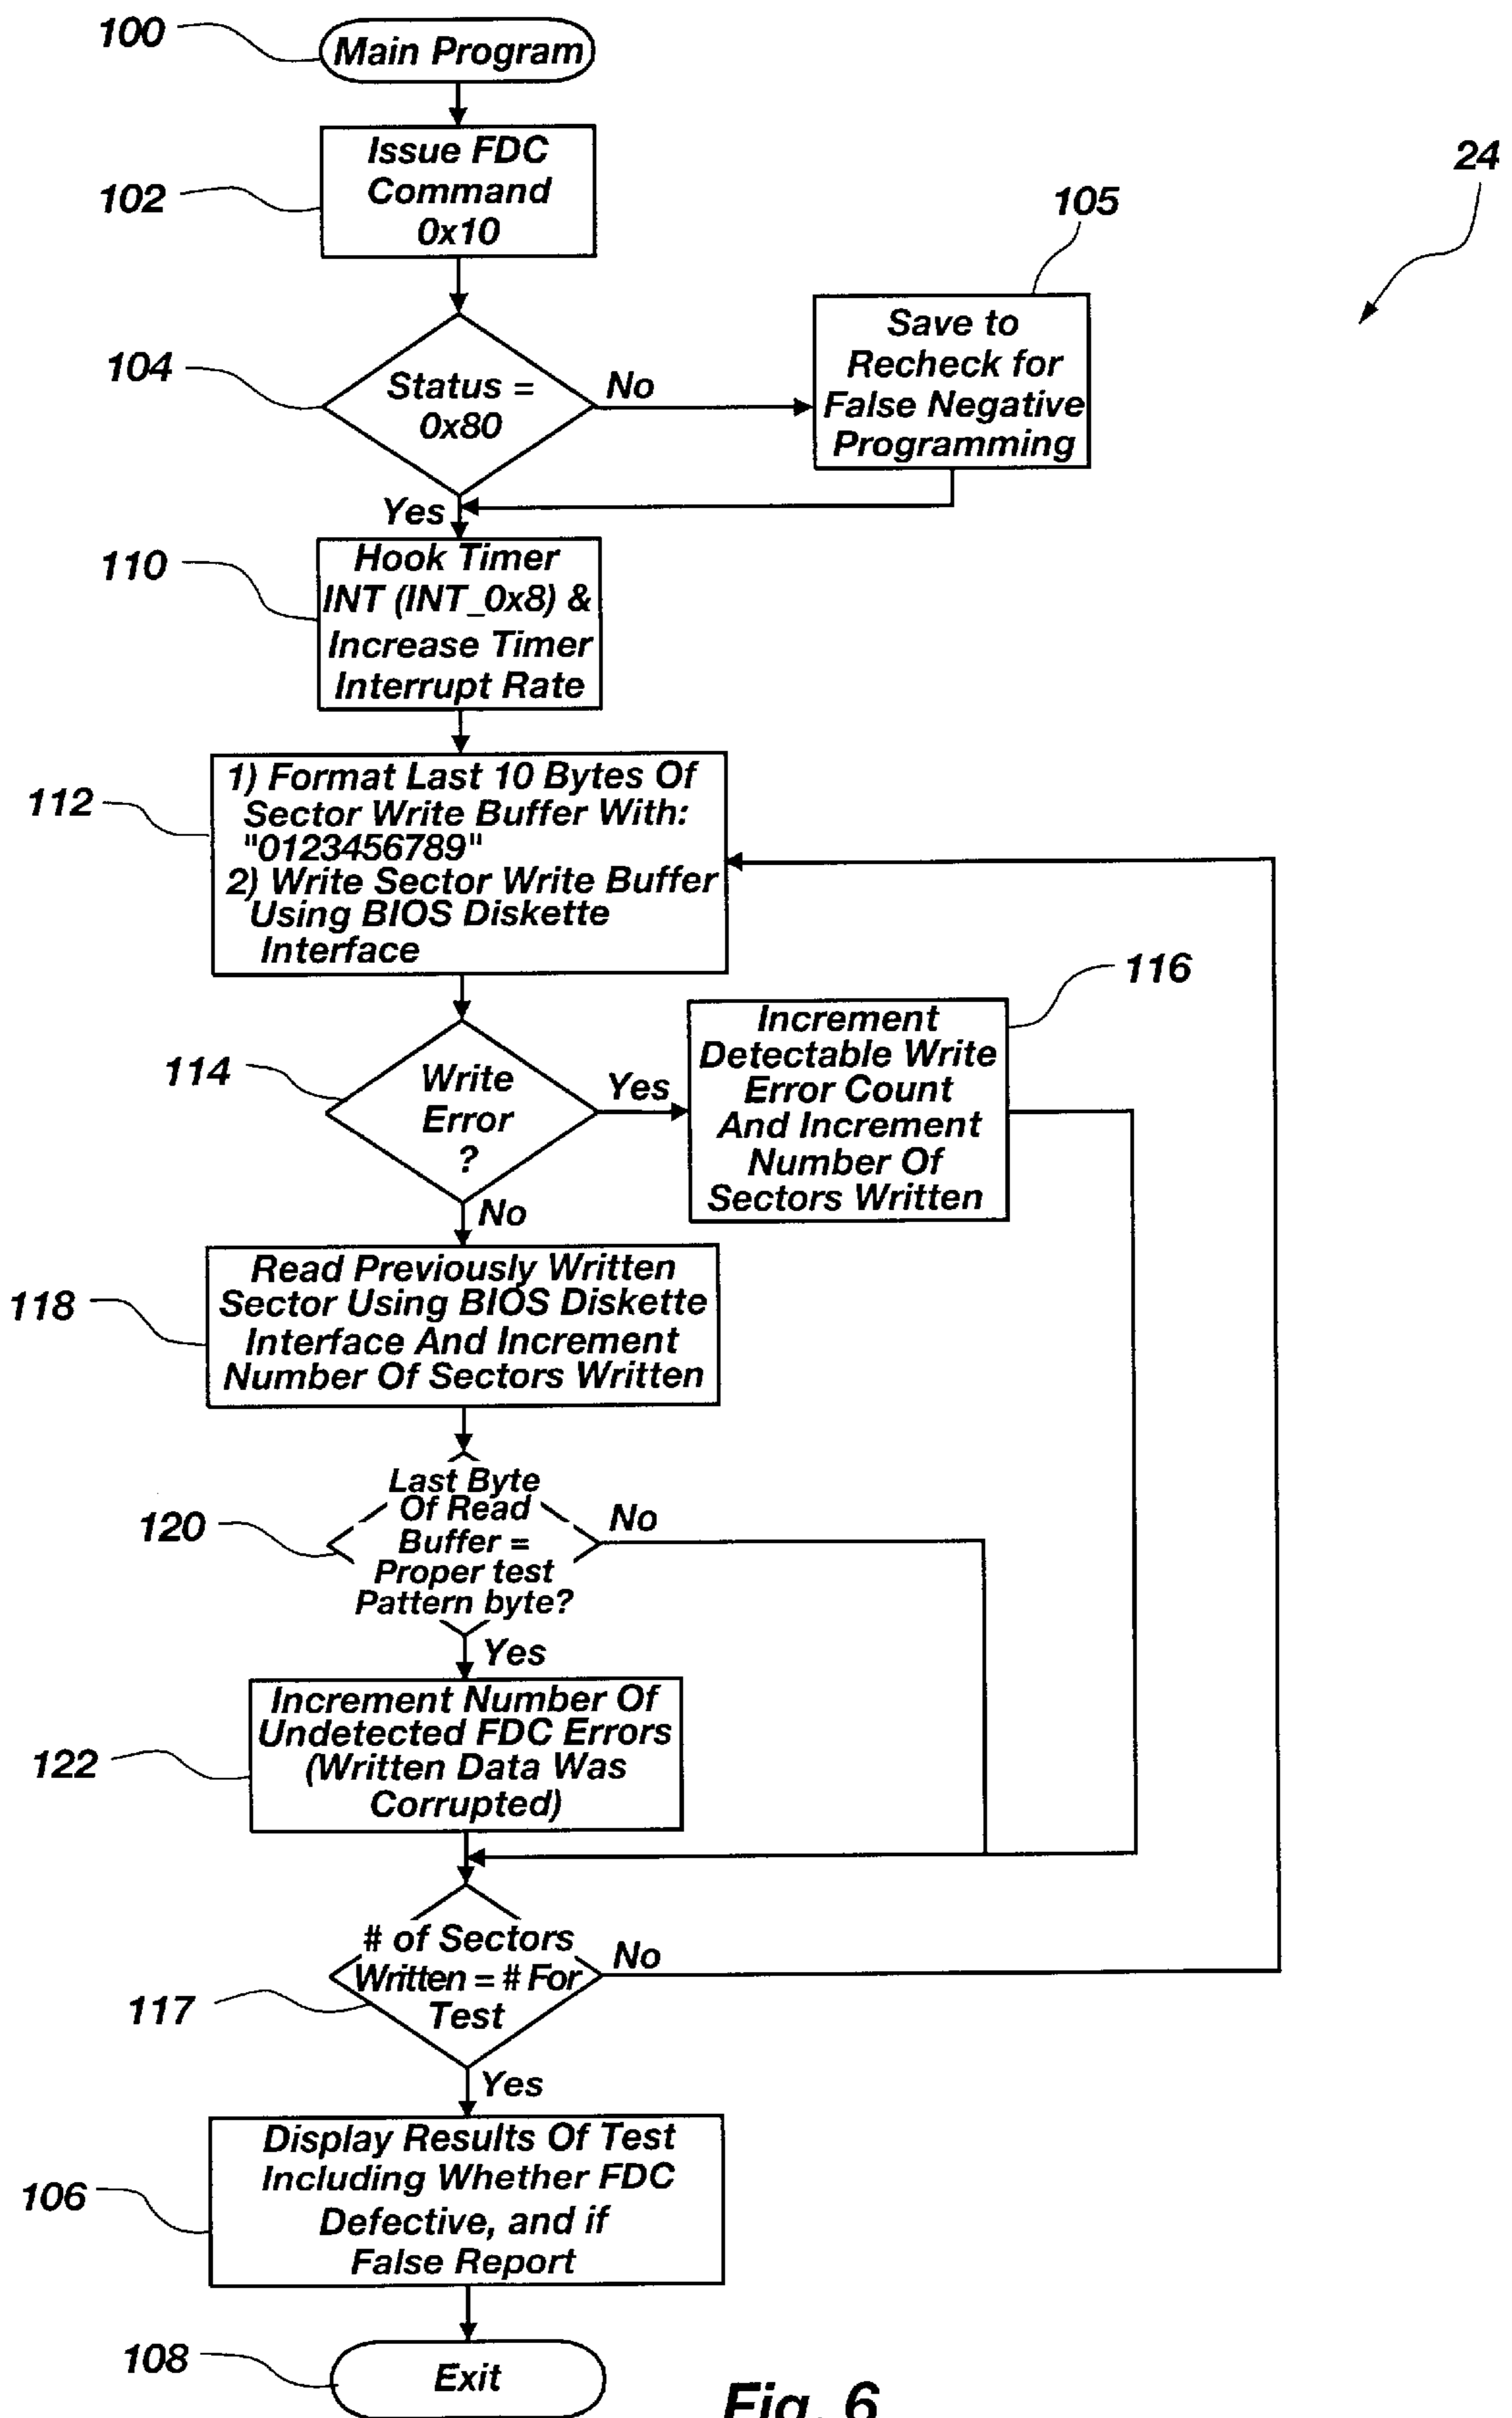 100
Main Program
102
Issue FDC
Command
0x10
24
105
104
Status =
0x80
No
Save to
Recheck for
False Negative
Programming
Yes
110
Hook Timer
INT (INT_0x8) &
Increase Timer
Interrupt Rate
112
1) Format Last 10 Bytes Of
Sector Write Buffer With:
"0123456789"
2) Write Sector Write Buffer
Using BIOS Diskette
Interface
114
Write
Error
?
Yes
116
Increment
Detectable Write
Error Count
And Increment
Number Of
Sectors Written
No
118
Read Previously Written
Sector Using BIOS Diskette
Interface And Increment
Number Of Sectors Written
120
Last Byte
Of Read
Buffer =
Proper test
Pattern byte?
No
Yes
122
Increment Number Of
Undetected FDC Errors
(Written Data Was
Corrupted)
117
# of Sectors
Written = # For
Test
No
Yes
106
Display Results Of Test
Including Whether FDC
Defective, and if
False Report
108
Exit
Fig. 6